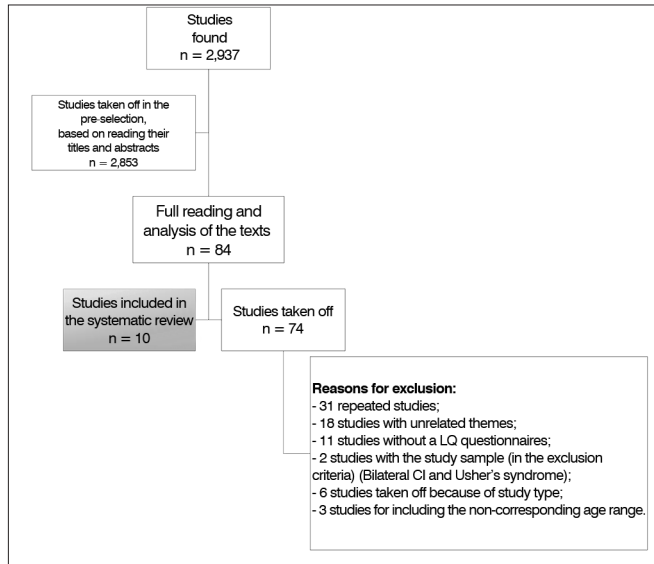 Studies
found
n = 2,937
Studies taken off in the
pre-selection,
based on reading their
titles and abstracts
n = 2,853
Full reading and
analysis of the texts
n = 84
Studies included in
the systematic review
n = 10
Studies taken off
n = 74
Reasons for exclusion:
- 31 repeated studies;
- 18 studies with unrelated themes;
- 11 studies without a LQ questionnaires;
- 2 studies with the study sample (in the exclusion
criteria) (Bilateral CI and Usher's syndrome);
- 6 studies taken off because of study type;
- 3 studies for including the non-corresponding age range.